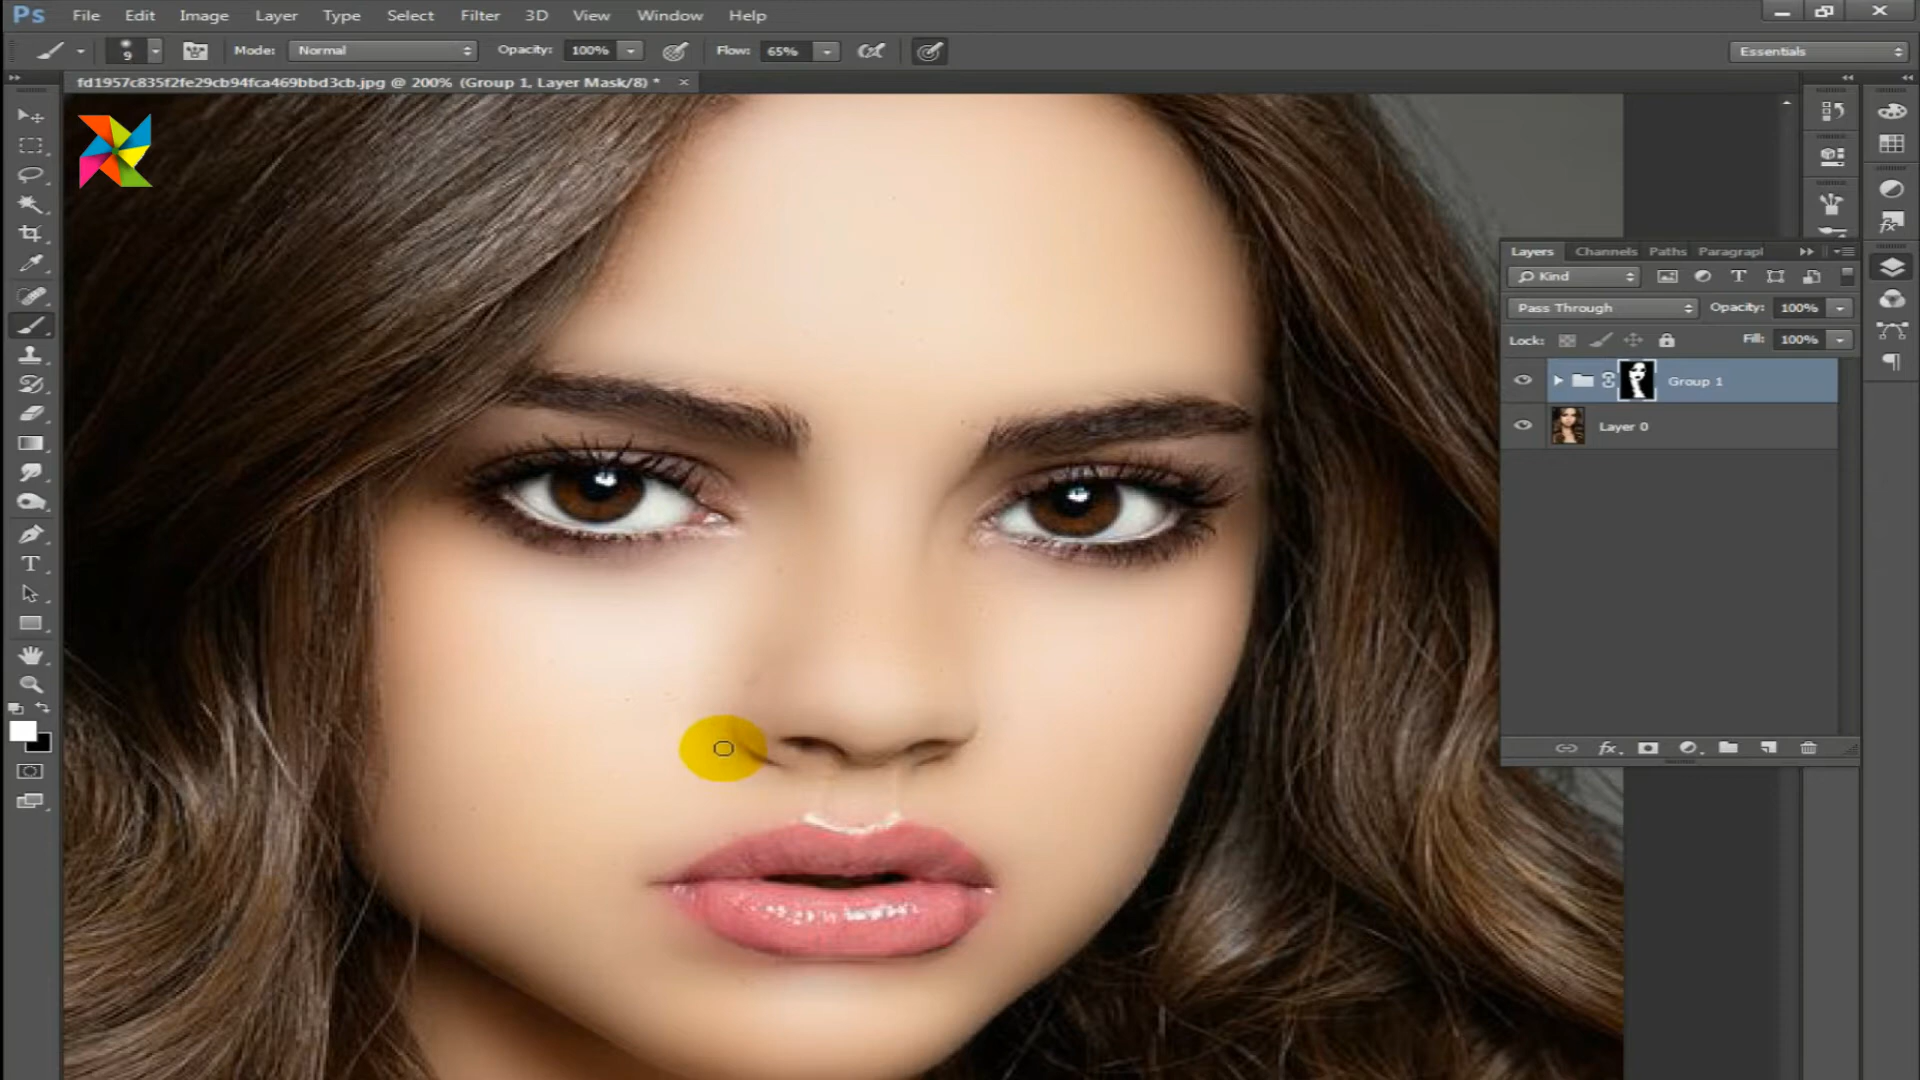 Ps File Edit Image Layer Type Select Filter 3D View Window Help
9 Mode: Normal Opacity: 100% Flow: 65% Essentials
fd1957c835f2fe29cb94fca469bbd3cb.jpg @ 200% (Group 1, Layer Mask/8) * ×
Layers Channels Paths Paragrapl
Kind
Pass Through Opacity: 100%
Lock: Fill: 100%
Group 1
Layer 0
fx